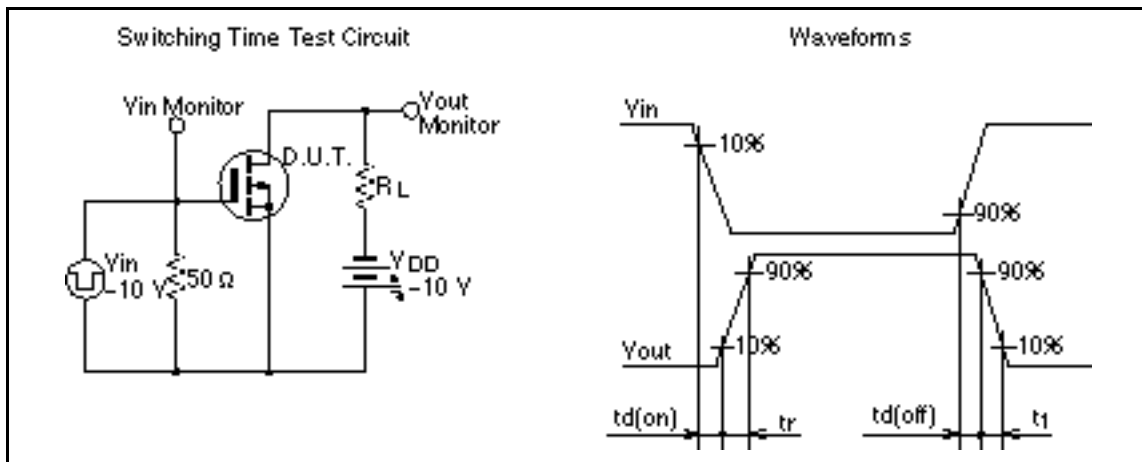 Switching Time Test Circuit
Vin Monitor
Vout
Monitor
D.U.T.
RL
Vin
-10 V
50 Ω
VDD
= -10 V
Waveforms
Vin
10%
90%
90%
90%
Vout
10%
10%
td(on)
tr
td(off)
tf